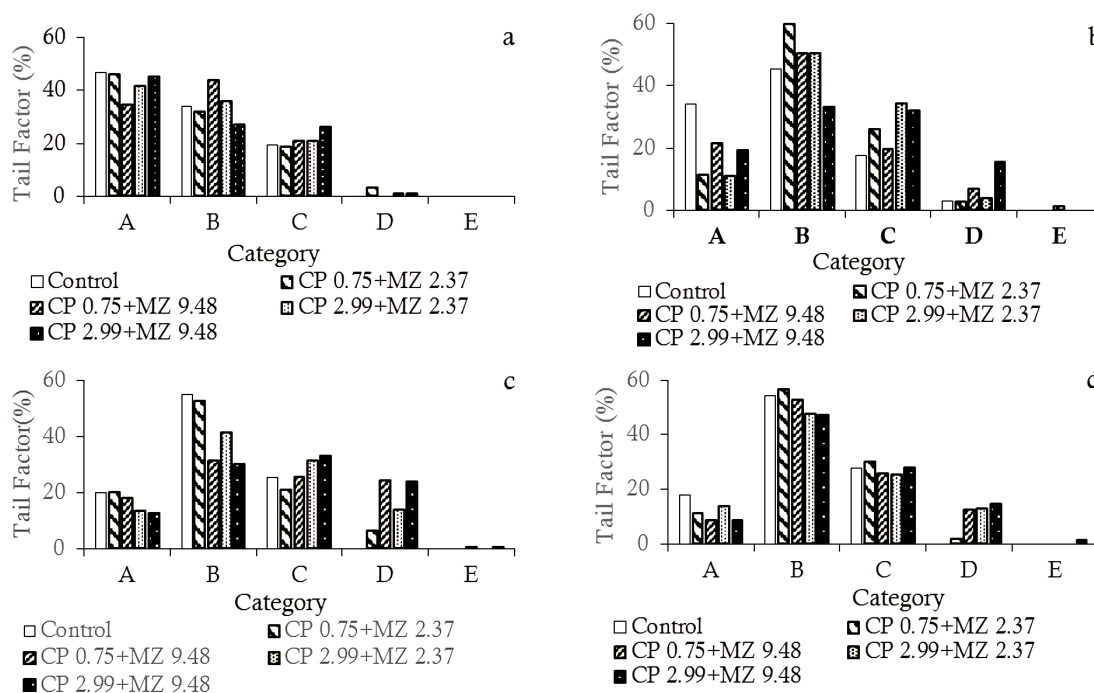 a
Tail Factor (%)
60
40
20
0
A B C D E
Category
Control CP 0.75+MZ 2.37
CP 0.75+MZ 9.48 CP 2.99+MZ 2.37
CP 2.99+MZ 9.48
b
Tail Factor (%)
60
40
20
0
A B C D E
Category
Control CP 0.75+MZ 2.37
CP 0.75+MZ 9.48 CP 2.99+MZ 2.37
CP 2.99+MZ 9.48
c
Tail Factor(%)
60
40
20
0
A B C D E
Category
Control CP 0.75+MZ 2.37
CP 0.75+MZ 9.48 CP 2.99+MZ 2.37
CP 2.99+MZ 9.48
d
Tail Factor (%)
60
40
20
0
A B C D E
Category
Control CP 0.75+MZ 2.37
CP 0.75+MZ 9.48 CP 2.99+MZ 2.37
CP 2.99+MZ 9.48